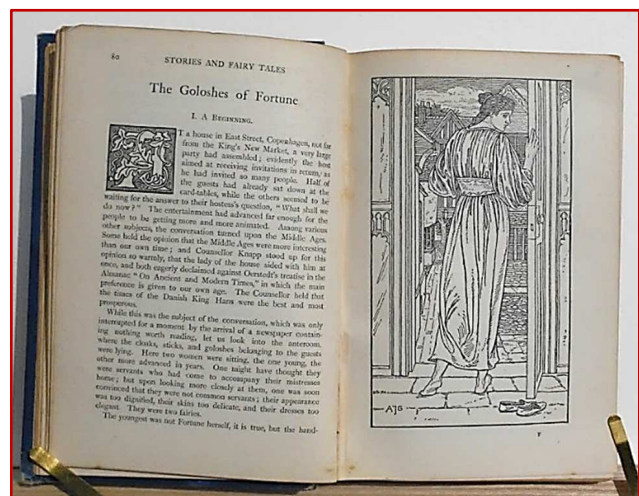 80
STORIES AND FAIRY TALES
The Goloshes of Fortune
I. A BEGINNING.
T a house in East Street, Copenhagen, not far
from the King's New Market, a very large
party had assembled; evidently the host
aimed at receiving invitations in return, as
he had invited so many people. Half of
the guests had already sat down at the
card-tables, while the others seemed to be
waiting for the answer to their hostess's question, "What shall we
do now?" The entertainment had advanced far enough for the
people to be getting more and more animated. Among various
other subjects, the conversation turned upon the Middle Ages.
Some held the opinion that the Middle Ages were more interesting
than our own time; and Counsellor Knapp stood up for this
opinion so warmly, that the lady of the house sided with him at
once, and both eagerly declaimed against Oerstedt's treatise in the
Almanac "On Ancient and Modern Times," in which the main
preference is given to our own age. The Counsellor held that
the times of the Danish King Hans were the best and most
prosperous.
While this was the subject of the conversation, which was only
interrupted for a moment by the arrival of a newspaper contain-
ing nothing worth reading, let us look into the anteroom,
where the cloaks, sticks, and goloshes belonging to the guests
were lying. Here two women were sitting, the one young, the
other more advanced in years. One might have thought they
were servants who had come to accompany their mistresses
home; but upon looking more closely at them, one was soon
convinced that they were not common servants; their appearance
was too dignified, their skins too delicate, and their dresses too
elegant. They were two fairies.
The youngest was not Fortune herself, it is true, but the hand-
AJG
F